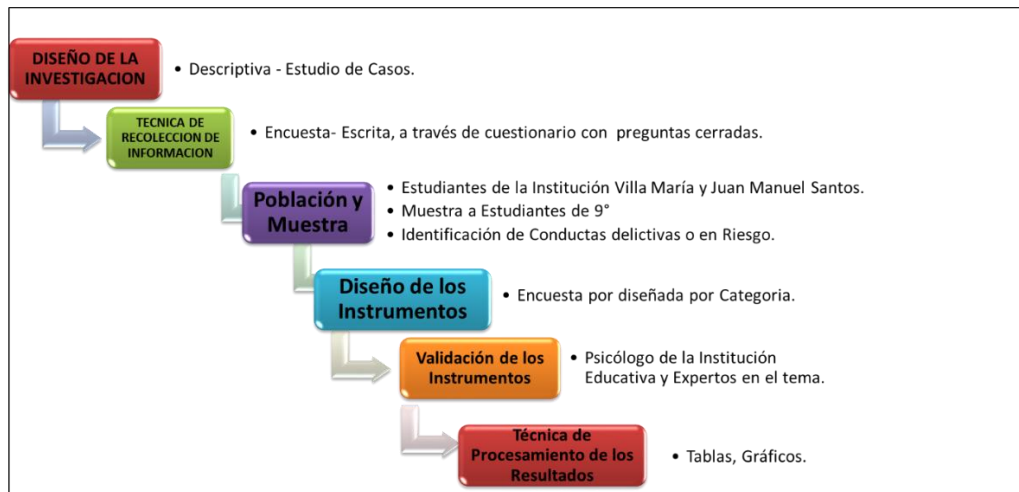 DISEÑO DE LA
INVESTIGACION
• Descriptiva - Estudio de Casos.
TECNICA DE
RECOLECCION DE
INFORMACION
• Encuesta- Escrita, a través de cuestionario con preguntas cerradas.
Población y
Muestra
• Estudiantes de la Institución Villa María y Juan Manuel Santos.
• Muestra a Estudiantes de 9°
• Identificación de Conductas delictivas o en Riesgo.
Diseño de los
Instrumentos
• Encuesta por diseñada por Categoria.
Validación de los
Instrumentos
• Psicólogo de la Institución
Educativa y Expertos en el tema.
Técnica de
Procesamiento de los
Resultados
• Tablas, Gráficos.